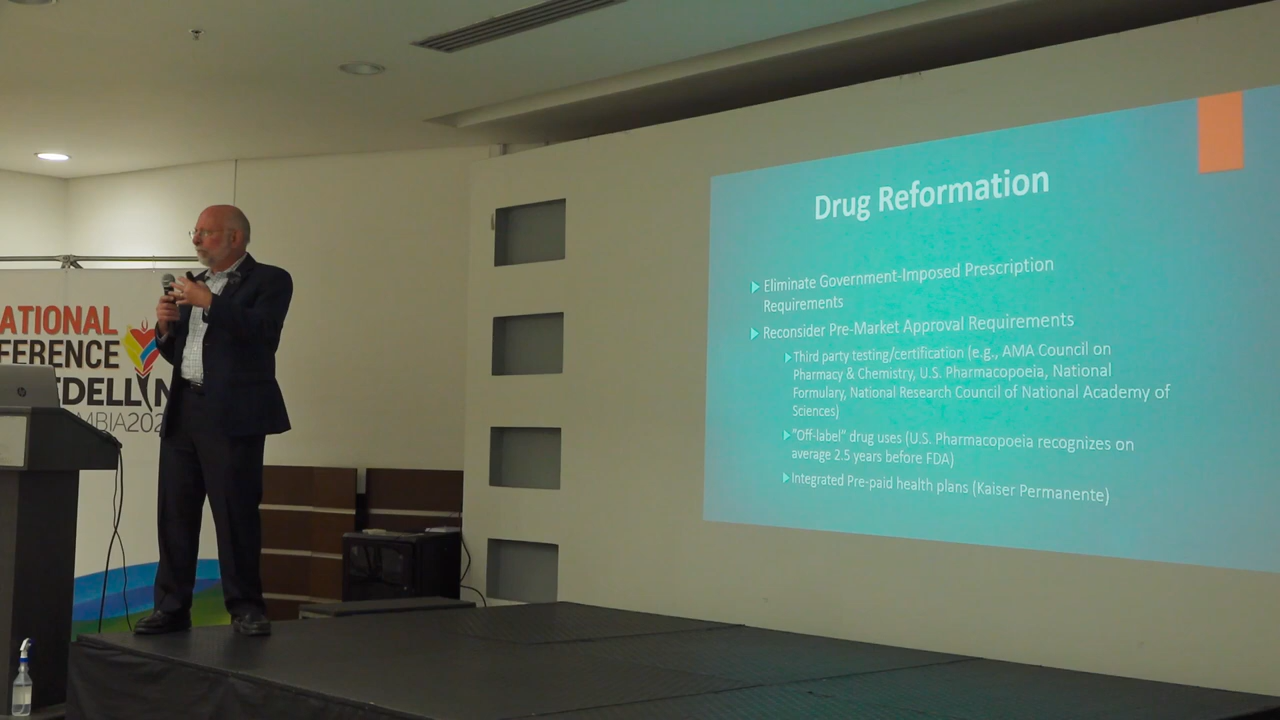 ATIONAL
FERENCE
EDELLIN
MBIA202
hp
Drug Reformation
Eliminate Government-Imposed Prescription
Requirements
Reconsider Pre-Market Approval Requirements
Third party testing/certification (e.g., AMA Council on
Pharmacy & Chemistry, U.S. Pharmacopoeia, National
Formulary, National Research Council of National Academy of
Sciences)
"Off-label" drug uses (U.S. Pharmacopoeia recognizes on
average 2.5 years before FDA)
Integrated Pre-paid health plans (Kaiser Permanente)